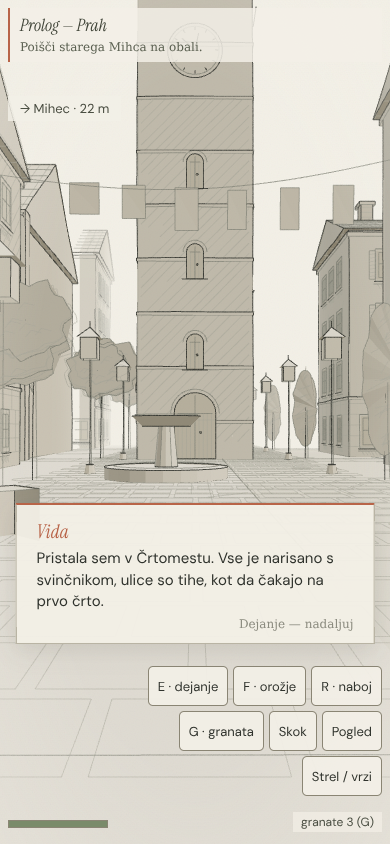 Prolog — Prah
Poišči starega Mihca na obali.
→ Mihec · 22 m
Vida
Pristala sem v Črtomestu. Vse je narisano s
svinčnikom, ulice so tihe, kot da čakajo na
prvo črto.
Dejanje — nadaljuj
E · dejanje
F · orožje
R · naboj
G · granata
Skok
Pogled
Strel / vrzi
granate 3 (G)